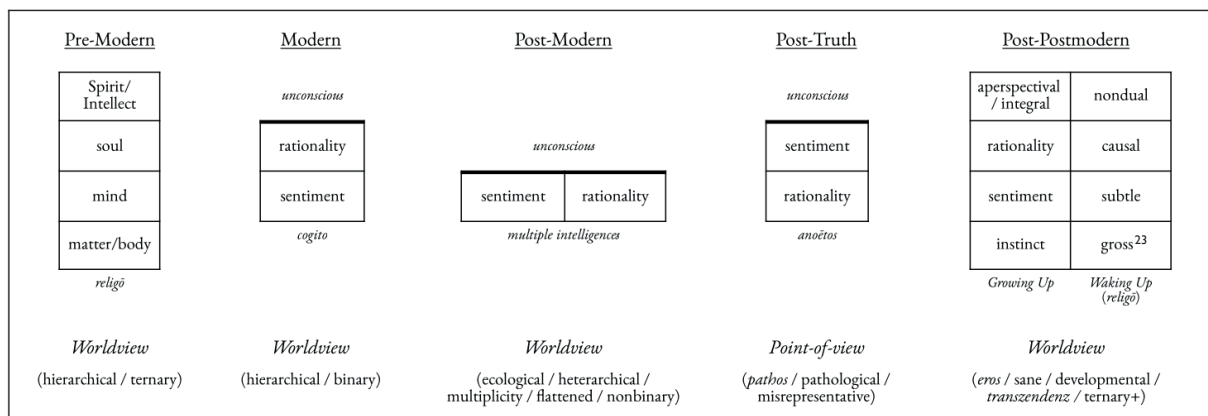 Pre-Modern
Spirit/
Intellect
soul
mind
matter/body
religō
Worldview
(hierarchical / ternary)
Modern
unconscious
rationality
sentiment
cogito
Worldview
(hierarchical / binary)
Post-Modern
unconscious
sentiment
rationality
multiple intelligences
Worldview
(ecological / heterarchical /
multiplicity / flattened / nonbinary)
Post-Truth
unconscious
sentiment
rationality
anoētos
Point-of-view
(pathos / pathological /
misrepresentative)
Post-Postmodern
aperspectival
/ integral
nondual
rationality
causal
sentiment
subtle
instinct
gross23
Growing Up
Waking Up
(religō)
Worldview
(eros / sane / developmental /
transzendenz / ternary+)